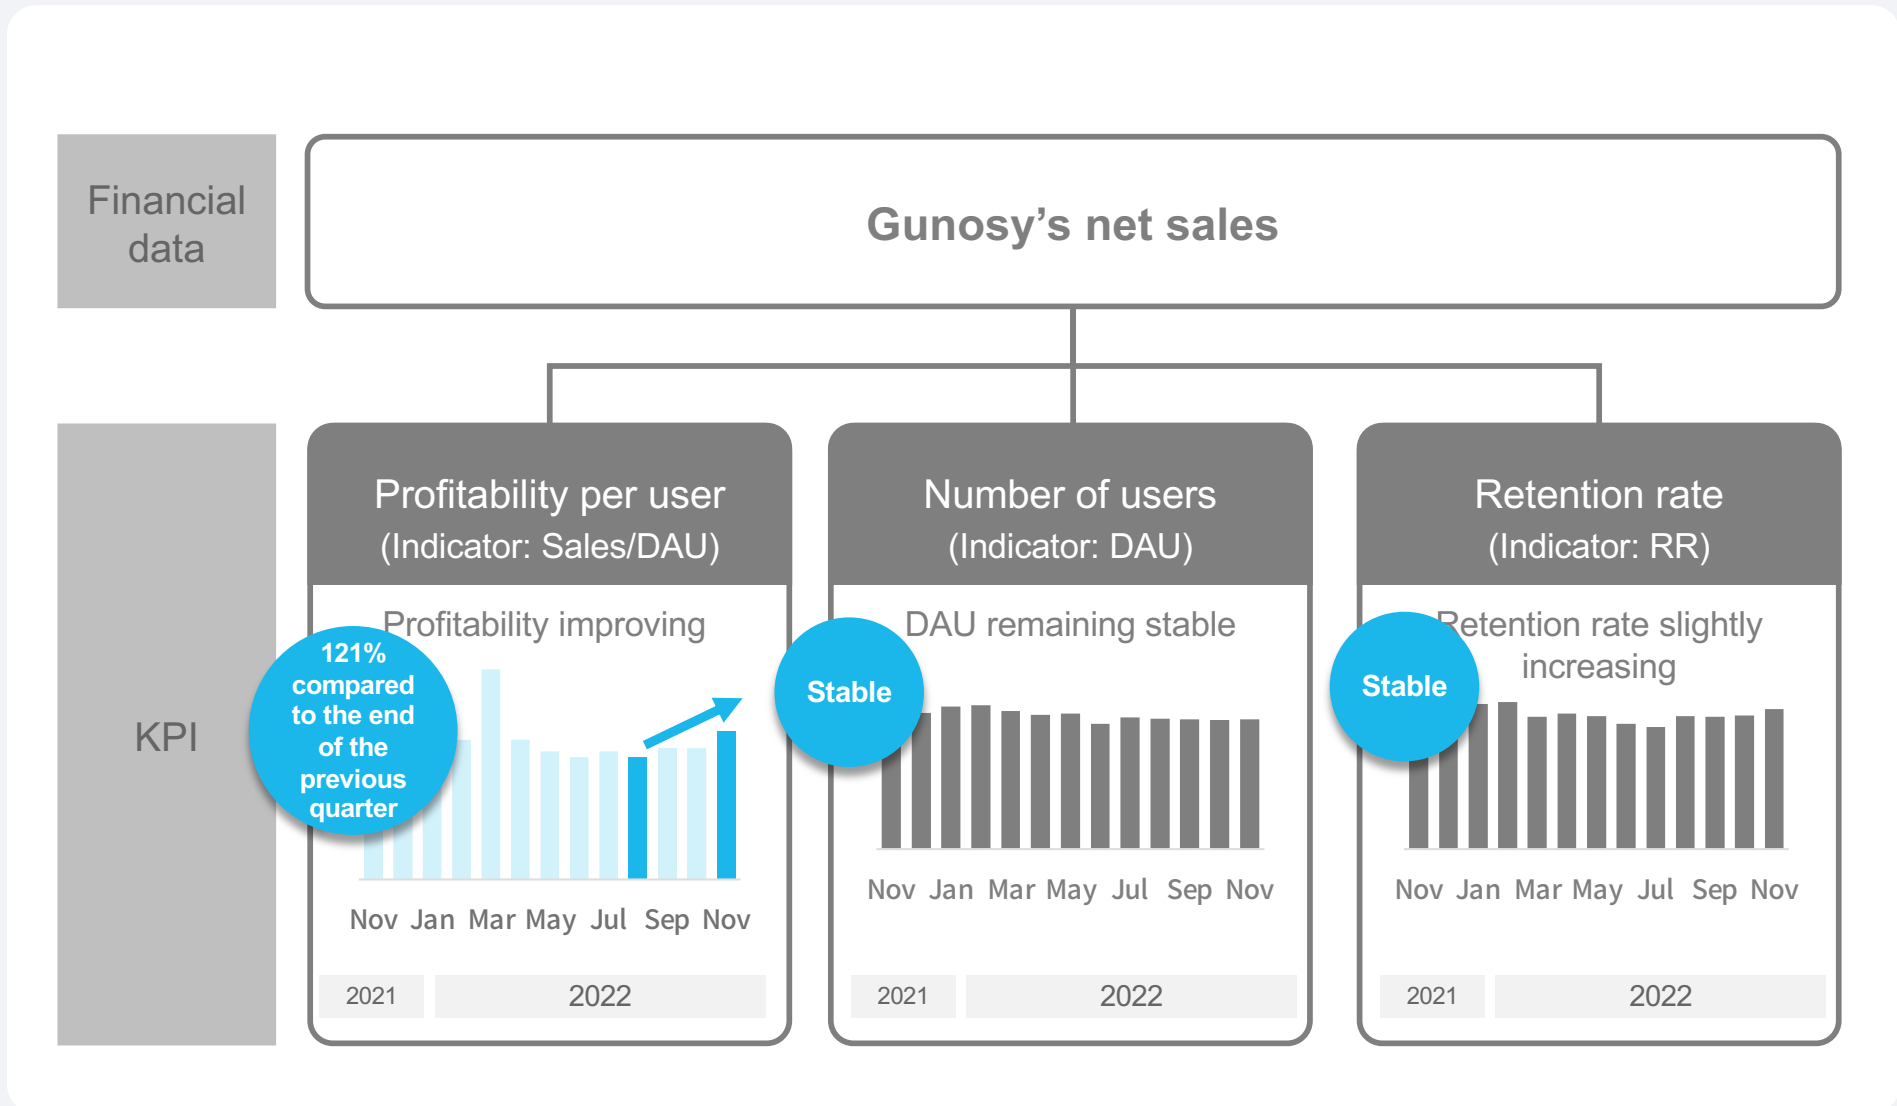 Financial
data
Gunosy’s net sales
KPI
Profitability per user
(Indicator: Sales/DAU)
Profitability improving
121%
compared
to the end
of the
previous
quarter
Nov Jan Mar May Jul Sep Nov
2021 2022
Number of users
(Indicator: DAU)
DAU remaining stable
Stable
Nov Jan Mar May Jul Sep Nov
2021 2022
Retention rate
(Indicator: RR)
Retention rate slightly
increasing
Stable
Nov Jan Mar May Jul Sep Nov
2021 2022